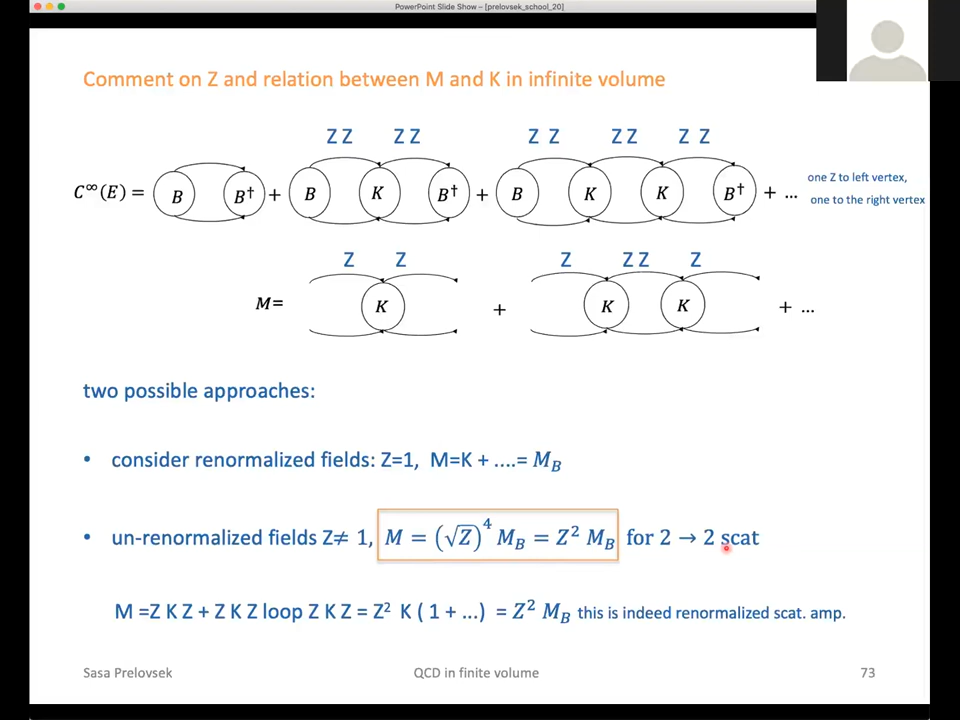 PowerPoint Slide Show – [prelovsek_school_20]
Comment on Z and relation between M and K in infinite volume
Z Z Z Z Z Z Z Z Z Z
C^∞(E) = B B† + B K B† + B K K B† + ...
one Z to left vertex,
one to the right vertex
Z Z Z Z Z Z
M= K + K K + ...
two possible approaches:
• consider renormalized fields: Z=1, M=K + ....= M_B
• un-renormalized fields Z≠ 1, M = (√Z)^4 M_B = Z^2 M_B for 2 → 2 scat
M =Z K Z + Z K Z loop Z K Z = Z² K ( 1 + ...) = Z^2 M_B this is indeed renormalized scat. amp.
Sasa Prelovsek QCD in finite volume 73